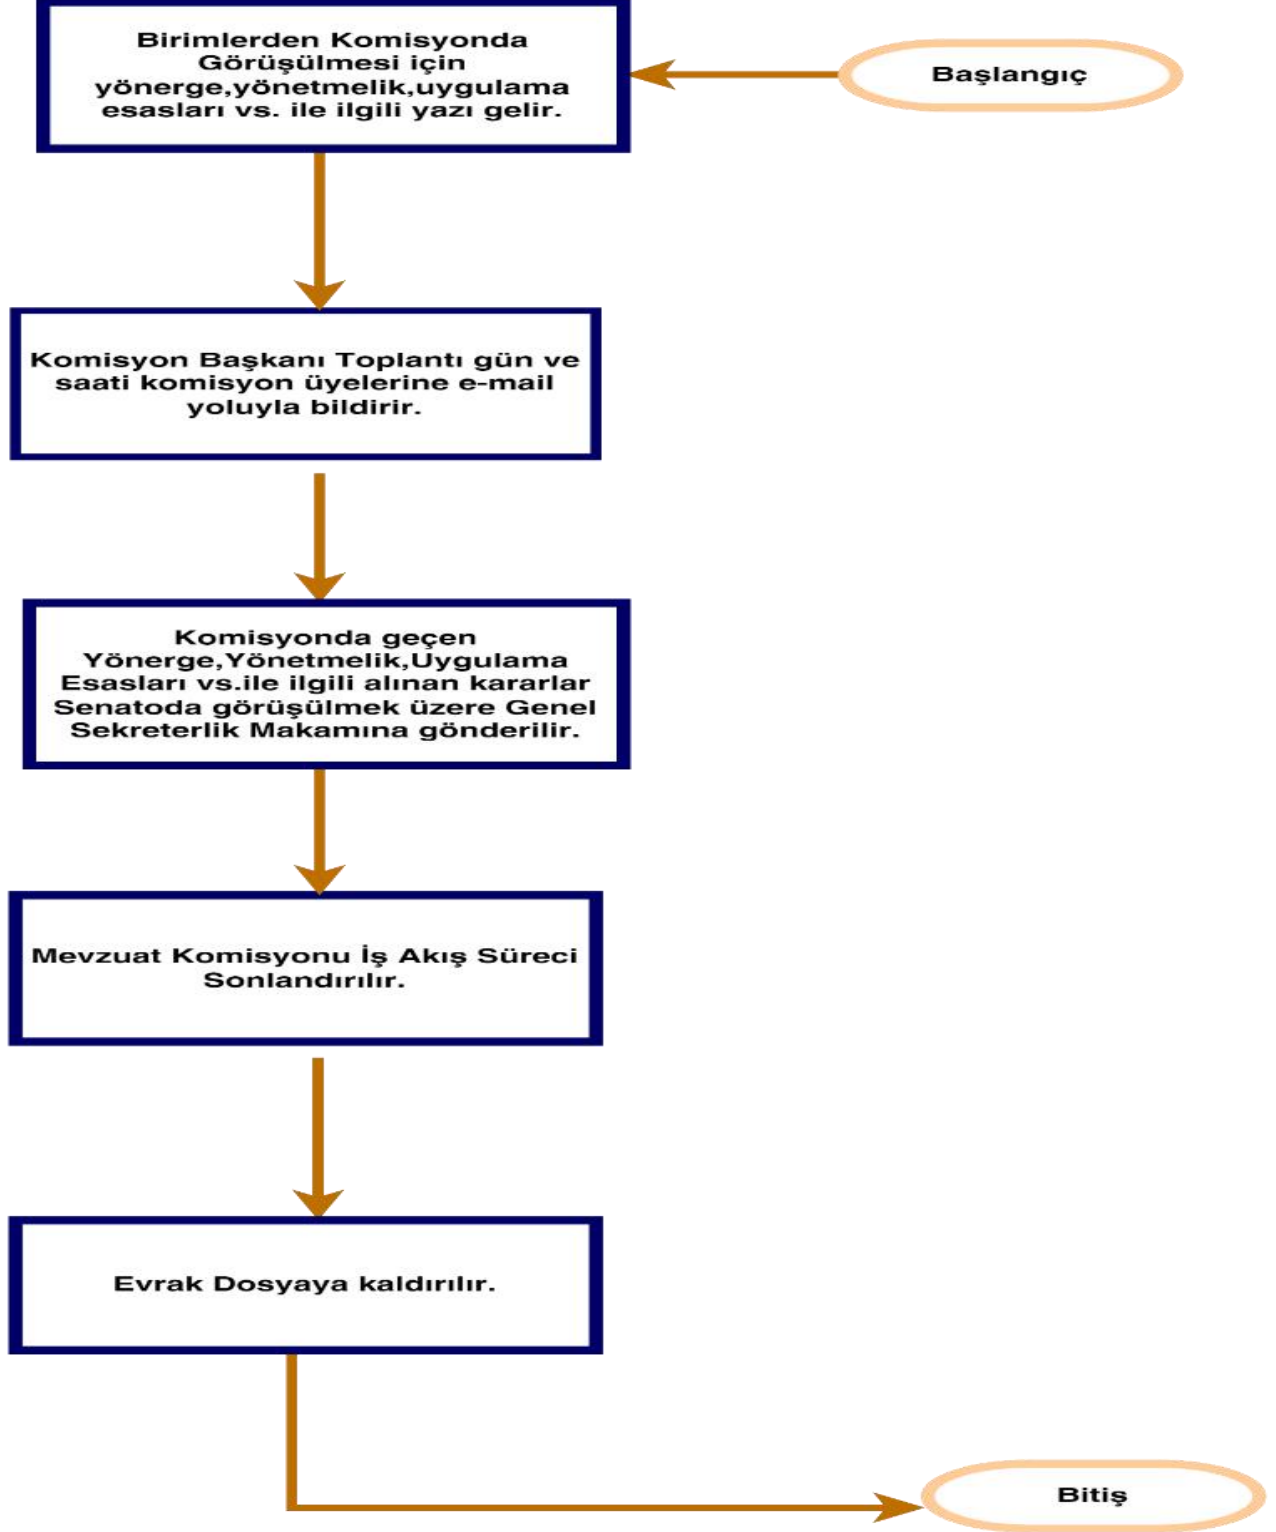 Başlangıç
Birimlerden Komisyonda
Görüşülmesi için
yönerge,yönetmelik,uygulama
esasları vs. ile ilgili yazı gelir.
Komisyon Başkanı Toplantı gün ve
saati komisyon üyelerine e-mail
yoluyla bildirir.
Komisyonda geçen
Yönerge,Yönetmelik,Uygulama
Esasları vs.ile ilgili alınan kararlar
Senatoda görüşülmek üzere Genel
Sekreterlik Makamına gönderilir.
Mevzuat Komisyonu İş Akış Süreci
Sonlandırılır.
Evrak Dosyaya kaldırılır.
Bitiş